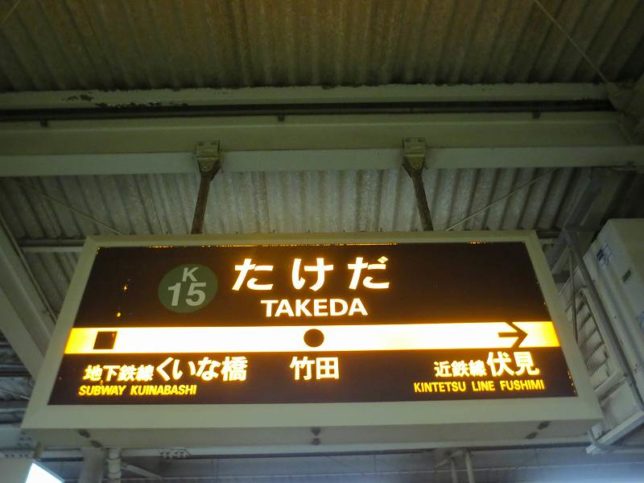 K
15
たけだ
TAKEDA
地下鉄線くいな橋
SUBWAY KUINABASHI
竹田
近鉄線伏見
KINTETSU LINE FUSHIMI